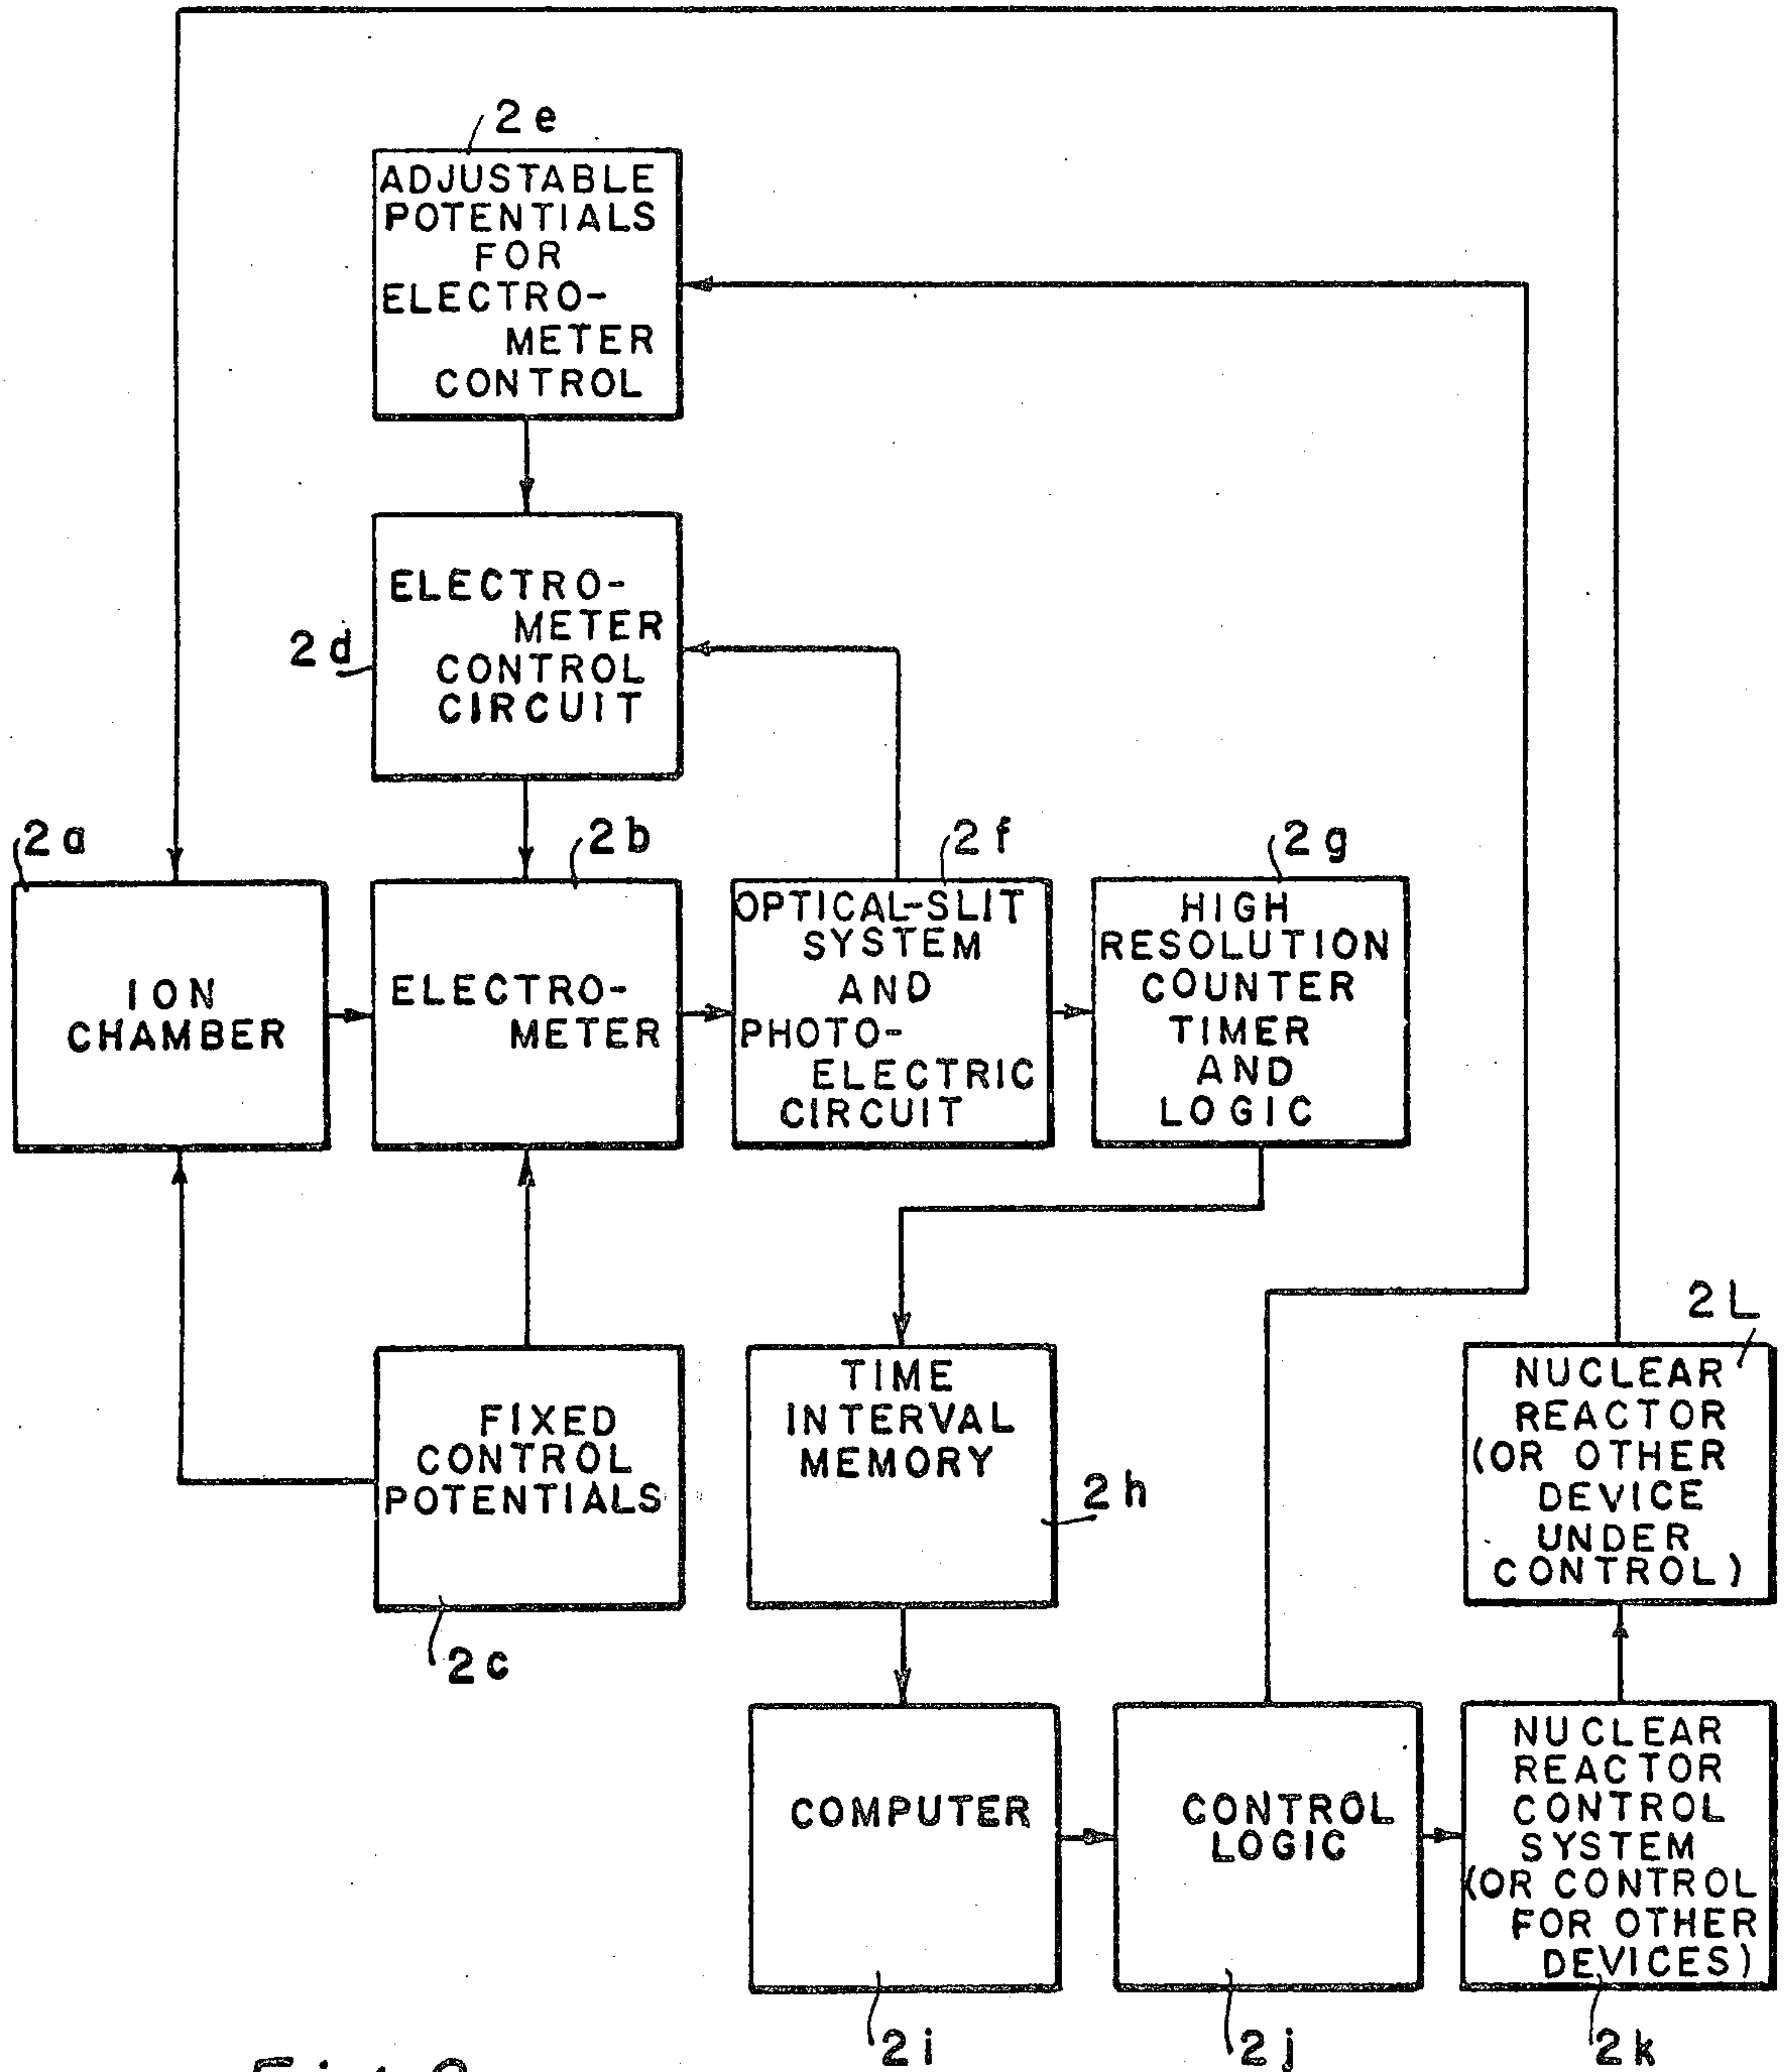 2e
ADJUSTABLE
POTENTIALS
FOR
ELECTRO-
METER
CONTROL
2d
ELECTRO-
METER
CONTROL
CIRCUIT
2a
ION
CHAMBER
2b
ELECTRO-
METER
2f
OPTICAL-SLIT
SYSTEM
AND
PHOTO-
ELECTRIC
CIRCUIT
2g
HIGH
RESOLUTION
COUNTER
TIMER
AND
LOGIC
FIXED
CONTROL
POTENTIALS
2c
TIME
INTERVAL
MEMORY
2h
2L
NUCLEAR
REACTOR
(OR OTHER
DEVICE
UNDER
CONTROL)
COMPUTER
2i
CONTROL
LOGIC
2j
NUCLEAR
REACTOR
CONTROL
SYSTEM
(OR CONTROL
FOR OTHER
DEVICES)
2k